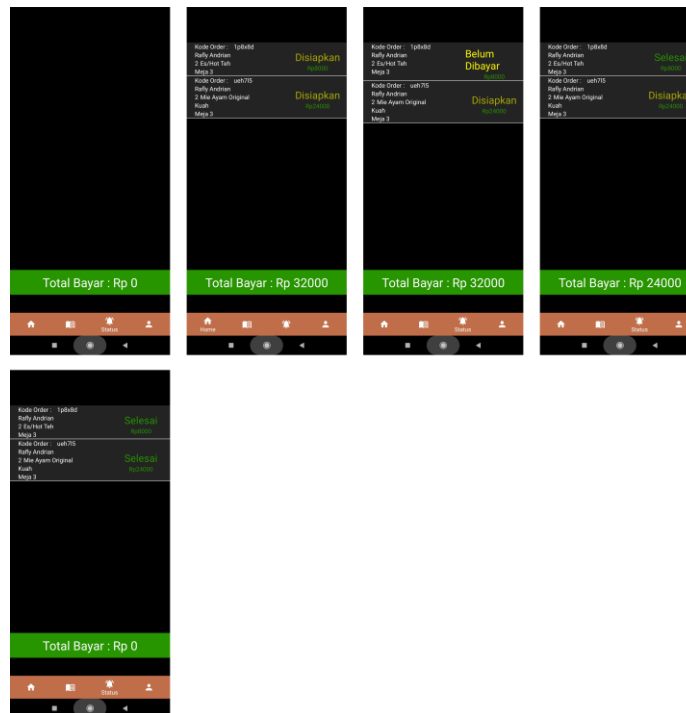 Total Bayar : Rp 0
Status
Kode Order : 1p8x8d
Rafly Andrian
2 Es/Hot Teh
Meja 3
Disiapkan
Rp8000
Kode Order : ueh7l5
Rafly Andrian
2 Mie Ayam Original
Kuah
Meja 3
Disiapkan
Rp24000
Total Bayar : Rp 32000
Home
Kode Order : 1p8x8d
Rafly Andrian
2 Es/Hot Teh
Meja 3
Belum
Dibayar
Rp8000
Kode Order : ueh7l5
Rafly Andrian
2 Mie Ayam Original
Kuah
Meja 3
Disiapkan
Rp24000
Total Bayar : Rp 32000
Status
Kode Order : 1p8x8d
Rafly Andrian
2 Es/Hot Teh
Meja 3
Selesa
Rp8000
Kode Order : ueh7l5
Rafly Andrian
2 Mie Ayam Original
Kuah
Meja 3
Disiapka
Rp24000
Total Bayar : Rp 24000
Status
Kode Order : 1p8x8d
Rafly Andrian
2 Es/Hot Teh
Meja 3
Selesai
Rp8000
Kode Order : ueh7l5
Rafly Andrian
2 Mie Ayam Original
Kuah
Meja 3
Selesai
Rp24000
Total Bayar : Rp 0
Status